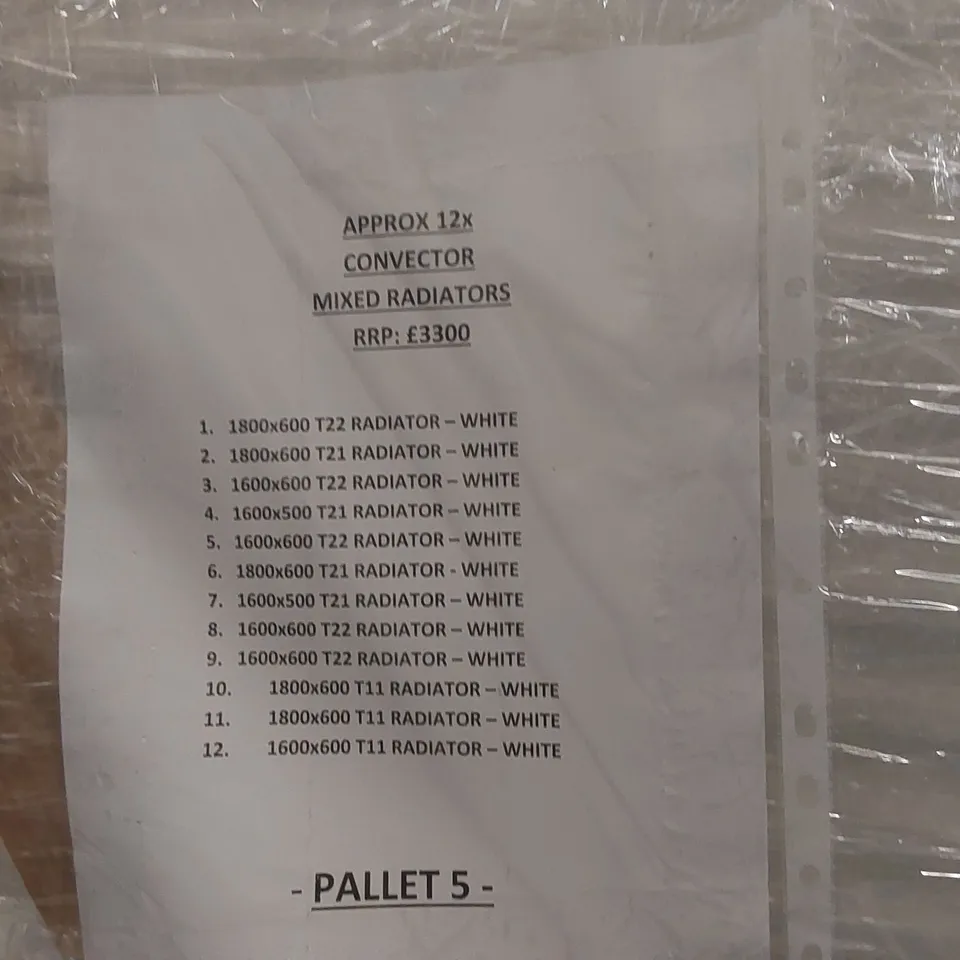 APPROX 12x
CONVECTOR
MIXED RADIATORS
RRP: £3300
1. 1800x600 T22 RADIATOR – WHITE
2. 1800x600 T21 RADIATOR – WHITE
3. 1600x600 T22 RADIATOR – WHITE
4. 1600x500 T21 RADIATOR – WHITE
5. 1600x600 T22 RADIATOR – WHITE
6. 1800x600 T21 RADIATOR - WHITE
7. 1600x500 T21 RADIATOR – WHITE
8. 1600x600 T22 RADIATOR – WHITE
9. 1600x600 T22 RADIATOR – WHITE
10. 1800x600 T11 RADIATOR – WHITE
11. 1800x600 T11 RADIATOR – WHITE
12. 1600x600 T11 RADIATOR – WHITE
- PALLET 5 -